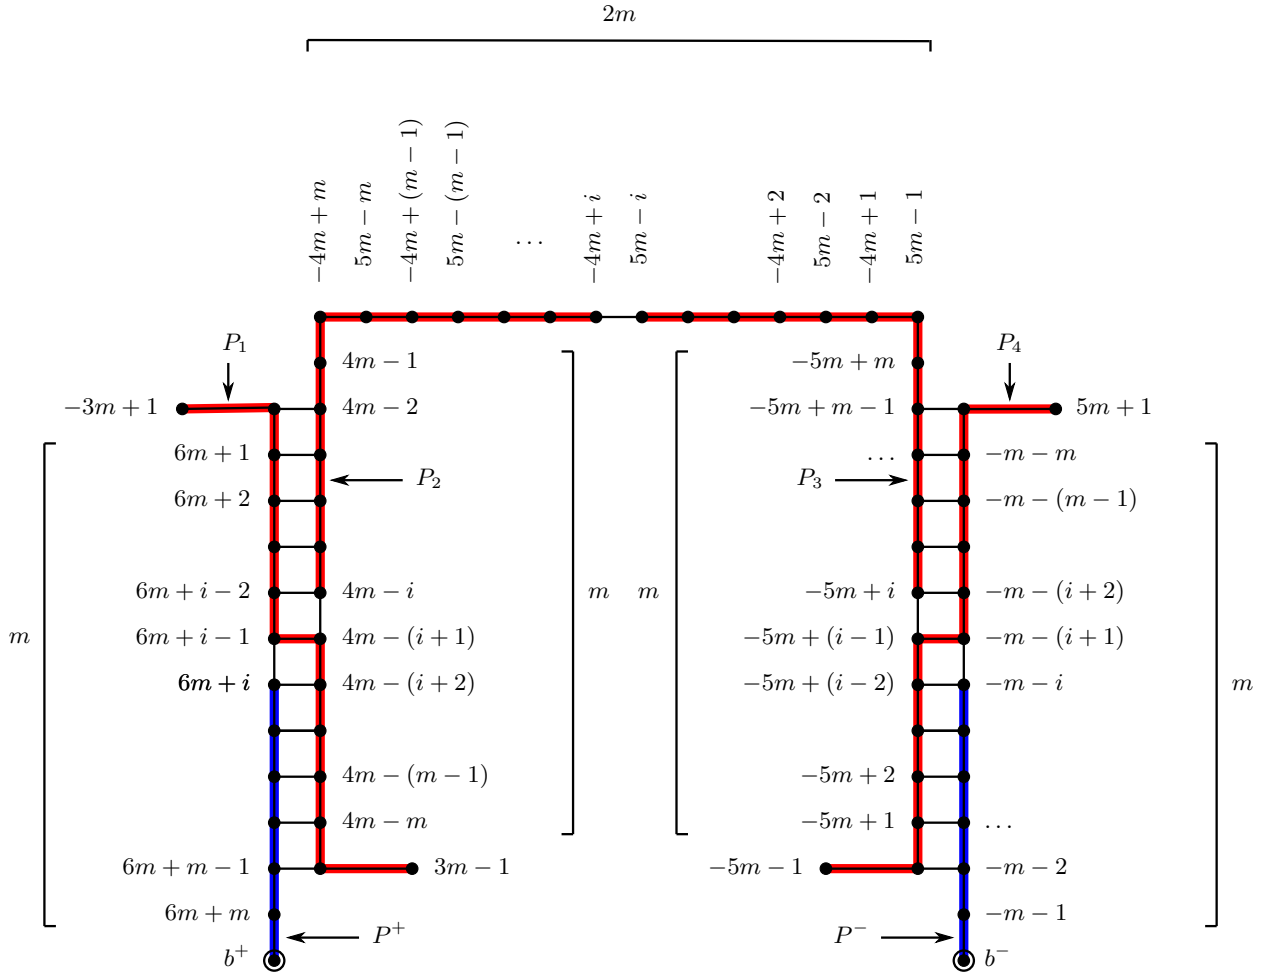 2m
−4m + m
5m − m
−4m + (m − 1)
5m − (m − 1)
...
−4m + i
5m − i
−4m + 2
5m − 2
−4m + 1
5m − 1
P₁
P₄
4m − 1
−5m + m
−3m + 1
4m − 2
−5m + m − 1
5m + 1
6m + 1
...
−m − m
6m + 2
P₂
P₃
−m − (m − 1)
6m + i − 2
4m − i
m
m
−5m + i
−m − (i + 2)
m
6m + i − 1
4m − (i + 1)
−5m + (i − 1)
−m − (i + 1)
6m + i
4m − (i + 2)
−5m + (i − 2)
−m − i
m
4m − (m − 1)
−5m + 2
4m − m
−5m + 1
...
6m + m − 1
3m − 1
−5m − 1
−m − 2
6m + m
−m − 1
P⁺
P⁻
b⁺
b⁻